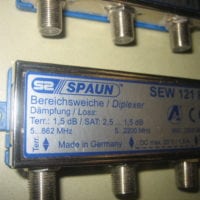 SPAUN SEW 121
Bereichsweiche / Diplexer
Dämpfung / Loss:
Terr.: 1,5 dB / SAT: 2,5 ... 1,5 dB
5...862 MHz 5...2200 MHz
Terr. Made in Germany